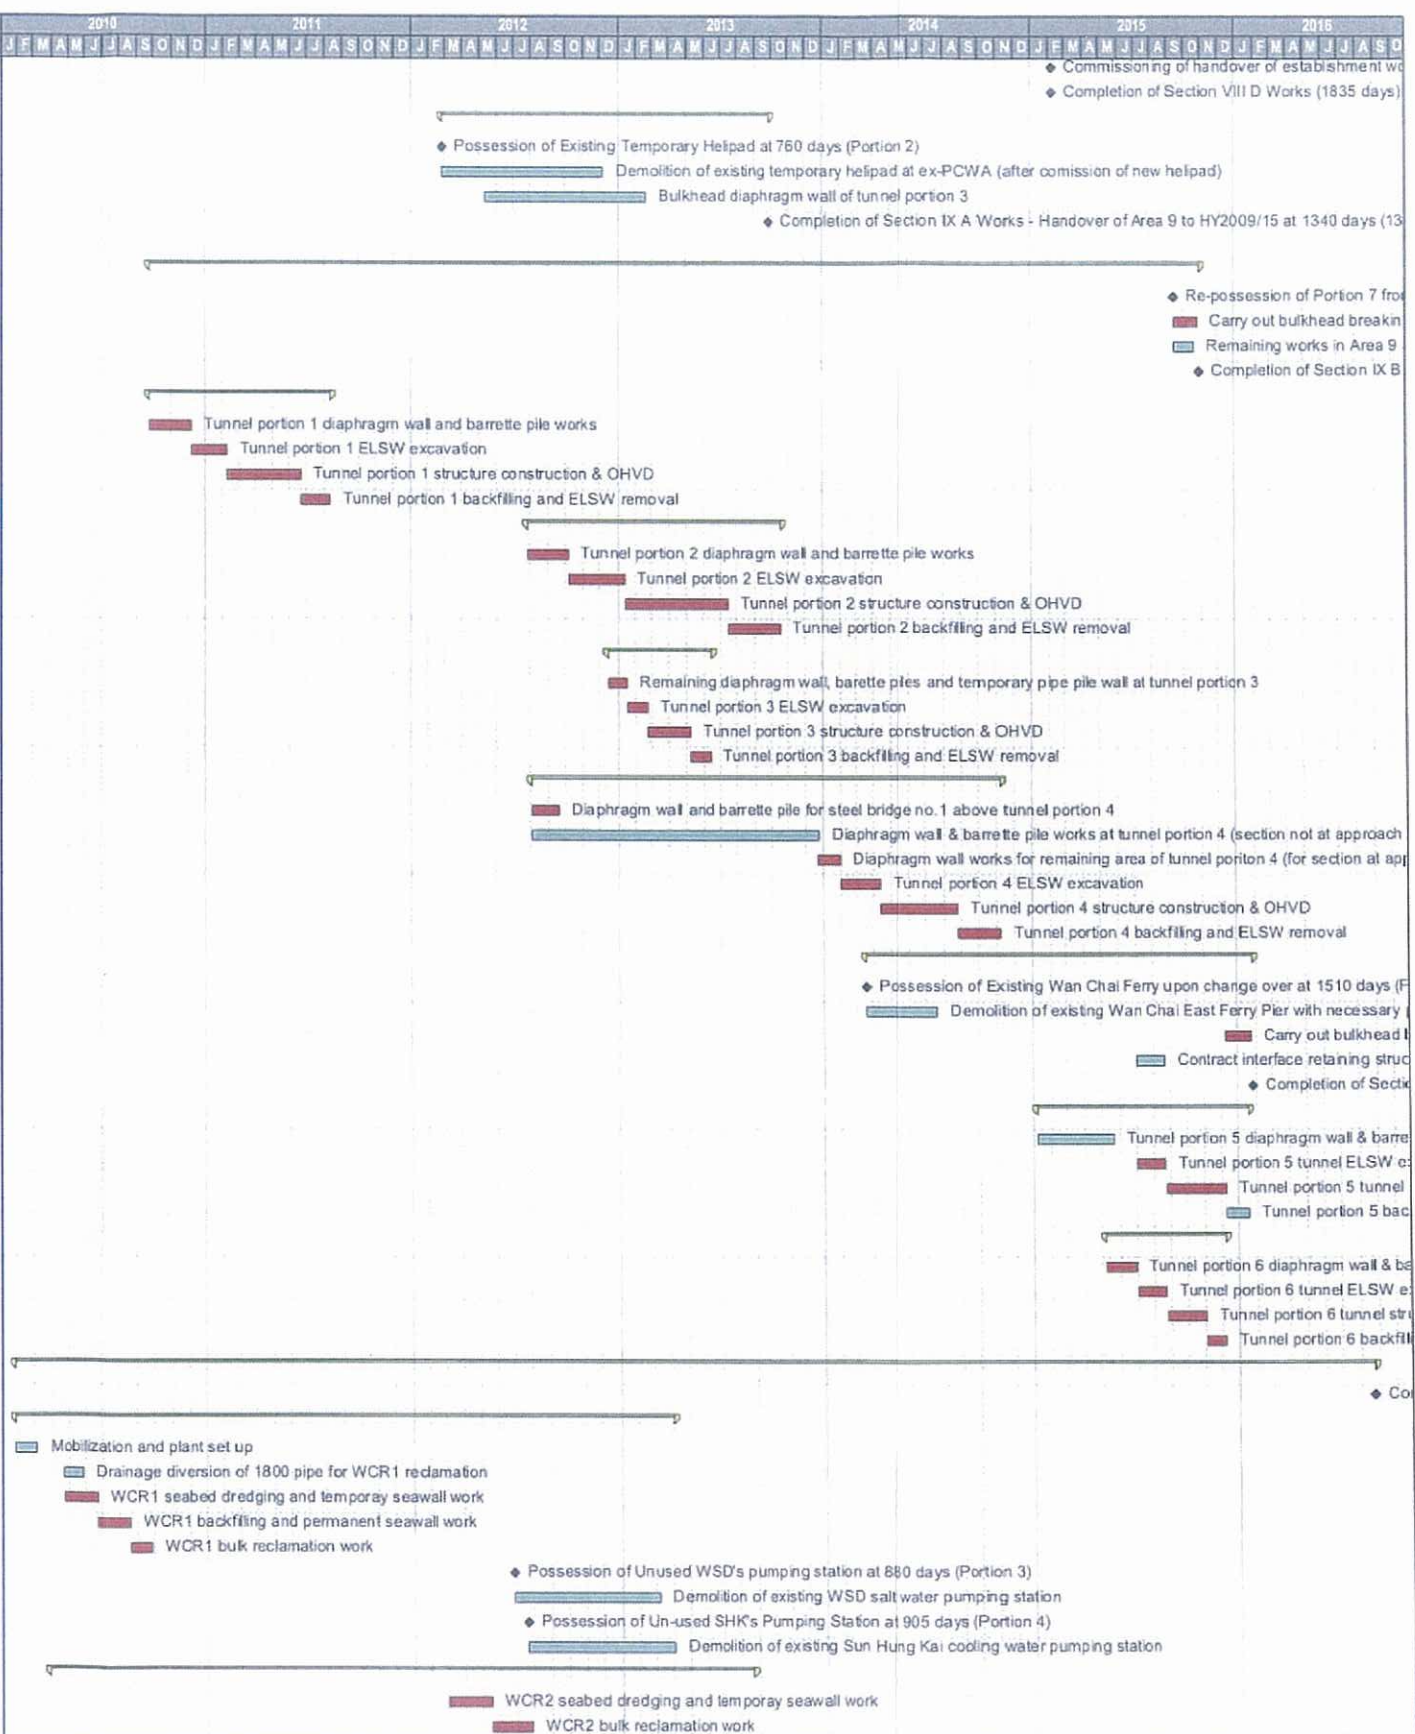 2010 2011 2012 2013 2014 2015 2016
J F M A M J J A S O N D J F M A M J J A S O N D J F M A M J J A S O N D J F M A M J J A S O N D J F M A M J J A S O N D J F M A M J J A S O N D J F M A M J J A S O
Commissioning of handover of establishment wo
Completion of Section VIII D Works (1835 days)
Possession of Existing Temporary Helipad at 760 days (Portion 2)
Demolition of existing temporary helipad at ex-PCWA (after comission of new helipad)
Bulkhead diaphragm wall of tunnel portion 3
Completion of Section IX A Works - Handover of Area 9 to HY2009/15 at 1340 days (13
Re-possession of Portion 7 fro
Carry out bulkhead breakin
Remaining works in Area 9
Completion of Section IX B
Tunnel portion 1 diaphragm wall and barrette pile works
Tunnel portion 1 ELSW excavation
Tunnel portion 1 structure construction & OHVD
Tunnel portion 1 backfilling and ELSW removal
Tunnel portion 2 diaphragm wall and barrette pile works
Tunnel portion 2 ELSW excavation
Tunnel portion 2 structure construction & OHVD
Tunnel portion 2 backfilling and ELSW removal
Remaining diaphragm wall, barette piles and temporary pipe pile wall at tunnel portion 3
Tunnel portion 3 ELSW excavation
Tunnel portion 3 structure construction & OHVD
Tunnel portion 3 backfilling and ELSW removal
Diaphragm wall and barrette pile for steel bridge no.1 above tunnel portion 4
Diaphragm wall & barrette pile works at tunnel portion 4 (section not at approach
Diaphragm wall works for remaining area of tunnel poriton 4 (for section at app
Tunnel portion 4 ELSW excavation
Tunnel portion 4 structure construction & OHVD
Tunnel portion 4 backfilling and ELSW removal
Possession of Existing Wan Chai Ferry upon change over at 1510 days (P
Demolition of existing Wan Chai East Ferry Pier with necessary
Carry out bulkhead
Contract interface retaining struc
Completion of Secti
Tunnel portion 5 diaphragm wall & barre
Tunnel portion 5 tunnel ELSW e
Tunnel portion 5 tunnel
Tunnel portion 5 bac
Tunnel portion 6 diaphragm wall & ba
Tunnel portion 6 tunnel ELSW e
Tunnel portion 6 tunnel stru
Tunnel portion 6 backfill
Co
Mobilization and plant set up
Drainage diversion of 1800 pipe for WCR1 reclamation
WCR1 seabed dredging and temporay seawall work
WCR1 backfilling and permanent seawall work
WCR1 bulk reclamation work
Possession of Unused WSD's pumping station at 880 days (Portion 3)
Demolition of existing WSD salt water pumping station
Possession of Un-used SHK's Pumping Station at 905 days (Portion 4)
Demolition of existing Sun Hung Kai cooling water pumping station
WCR2 seabed dredging and temporay seawall work
WCR2 bulk reclamation work